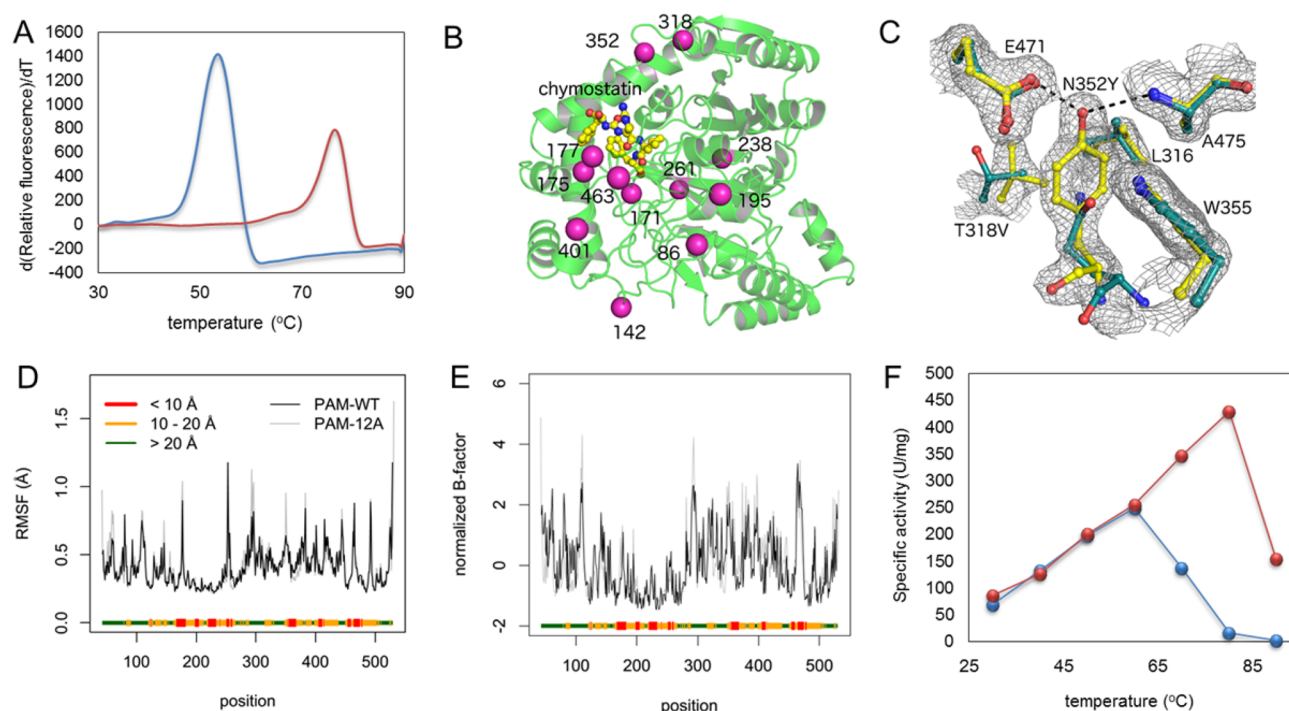 A
1600
1400
1200
1000
800
600
400
200
0
-200
-400
d(Relative fluorescence)/dT
30
50
70
90
temperature (°C)
B
318
352
chymostatin
177
175
463
171
261
238
195
401
86
142
C
E471
N352Y
A475
L316
T318V
W355
D
< 10 Å
10 - 20 Å
> 20 Å
PAM-WT
PAM-12A
RMSF (Å)
1.5
1.0
0.5
0.0
100
200
300
400
500
position
E
normalized B-factor
6
4
2
0
-2
100
200
300
400
500
position
F
Specific activity (U/mg)
500
450
400
350
300
250
200
150
100
50
0
25
45
65
85
temperature (°C)